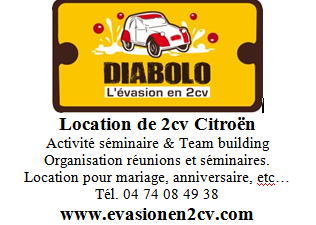 DIABOLO
L'évasion en 2cv
Location de 2cv Citroën
Activité séminaire & Team building
Organisation réunions et séminaires.
Location pour mariage, anniversaire, etc…
Tél. 04 74 08 49 38
www.evasionen2cv.com